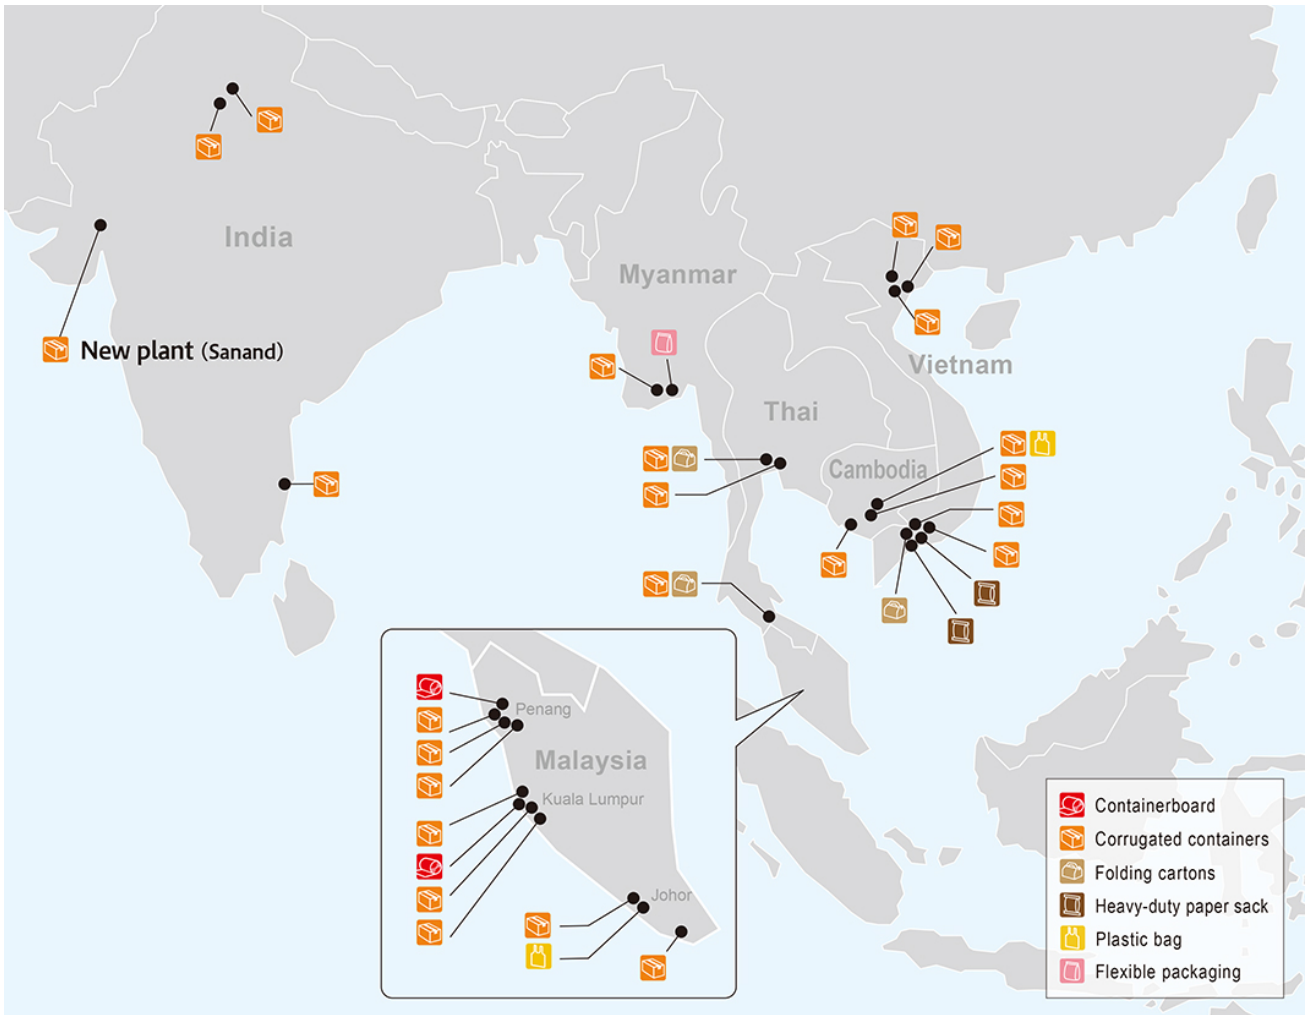 India
Myanmar
New plant (Sanand)
Vietnam
Thai
Cambodia
Penang
Malaysia
Kuala Lumpur
Johor
Containerboard
Corrugated containers
Folding cartons
Heavy-duty paper sack
Plastic bag
Flexible packaging